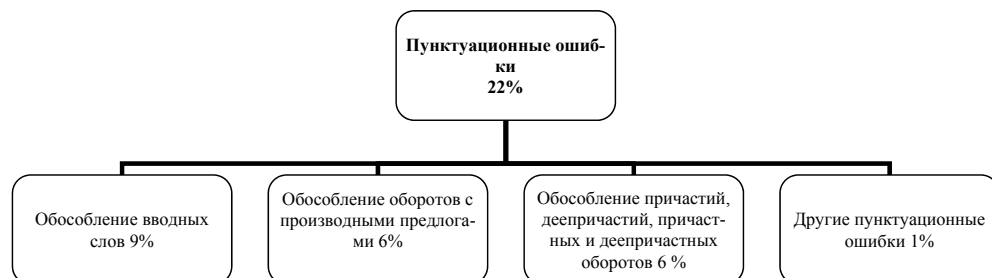 Пунктуационные ошиб-
ки
22%
Обособление вводных
слов 9%
Обособление оборотов с
производными предлога-
ми 6%
Обособление причастий,
деепричастий, причаст-
ных и деепричастных
оборотов 6 %
Другие пунктуационные
ошибки 1%